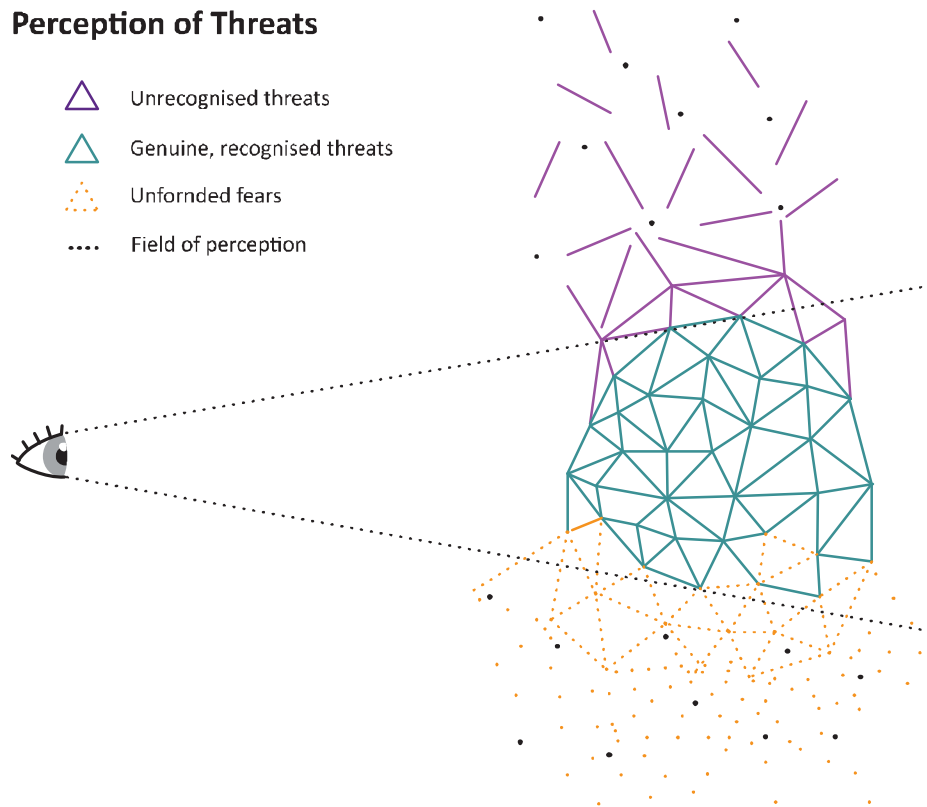 Perception of Threats
Unrecognised threats
Genuine, recognised threats
Unfornded fears
Field of perception